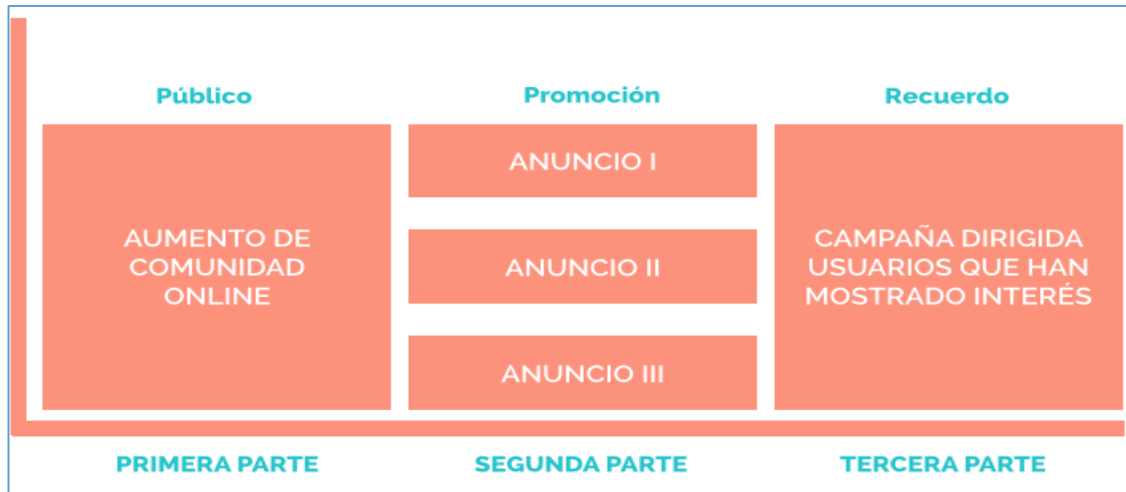 Público
Promoción
Recuerdo
AUMENTO DE
COMUNIDAD
ONLINE
ANUNCIO I
ANUNCIO II
ANUNCIO III
CAMPAÑA DIRIGIDA
USUARIOS QUE HAN
MOSTRADO INTERÉS
PRIMERA PARTE
SEGUNDA PARTE
TERCERA PARTE